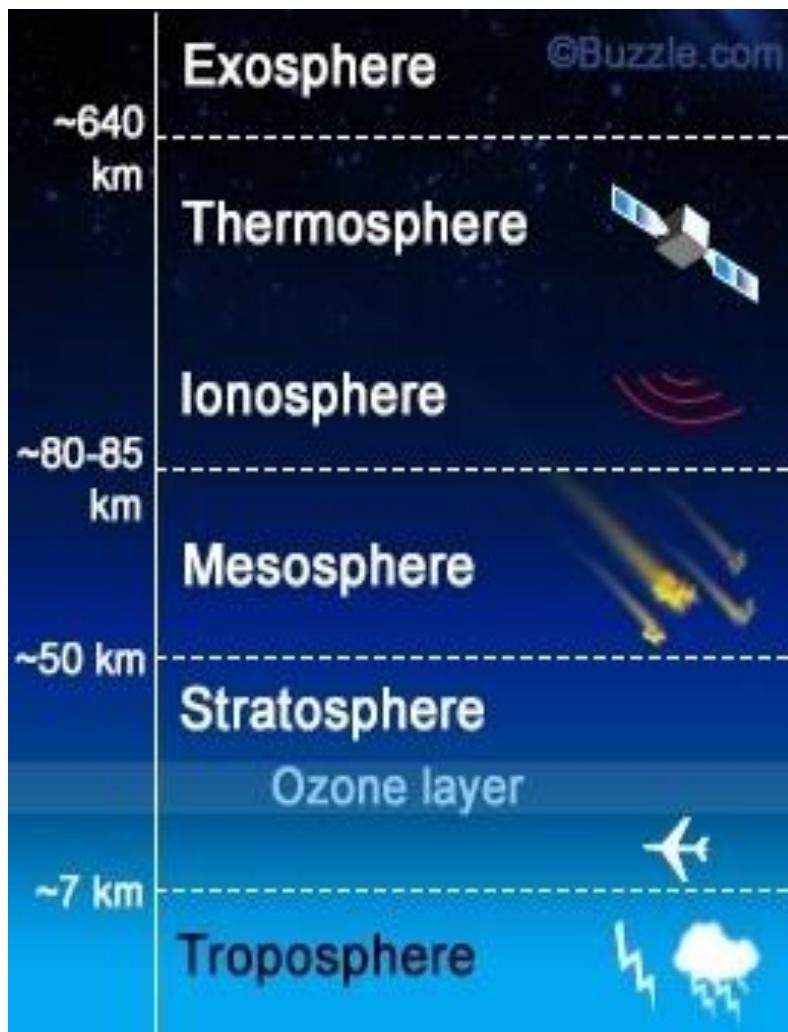 Exosphere
©Buzzle.com
~640
km
Thermosphere
Ionosphere
~80-85
km
Mesosphere
~50 km
Stratosphere
Ozone layer
~7 km
Troposphere